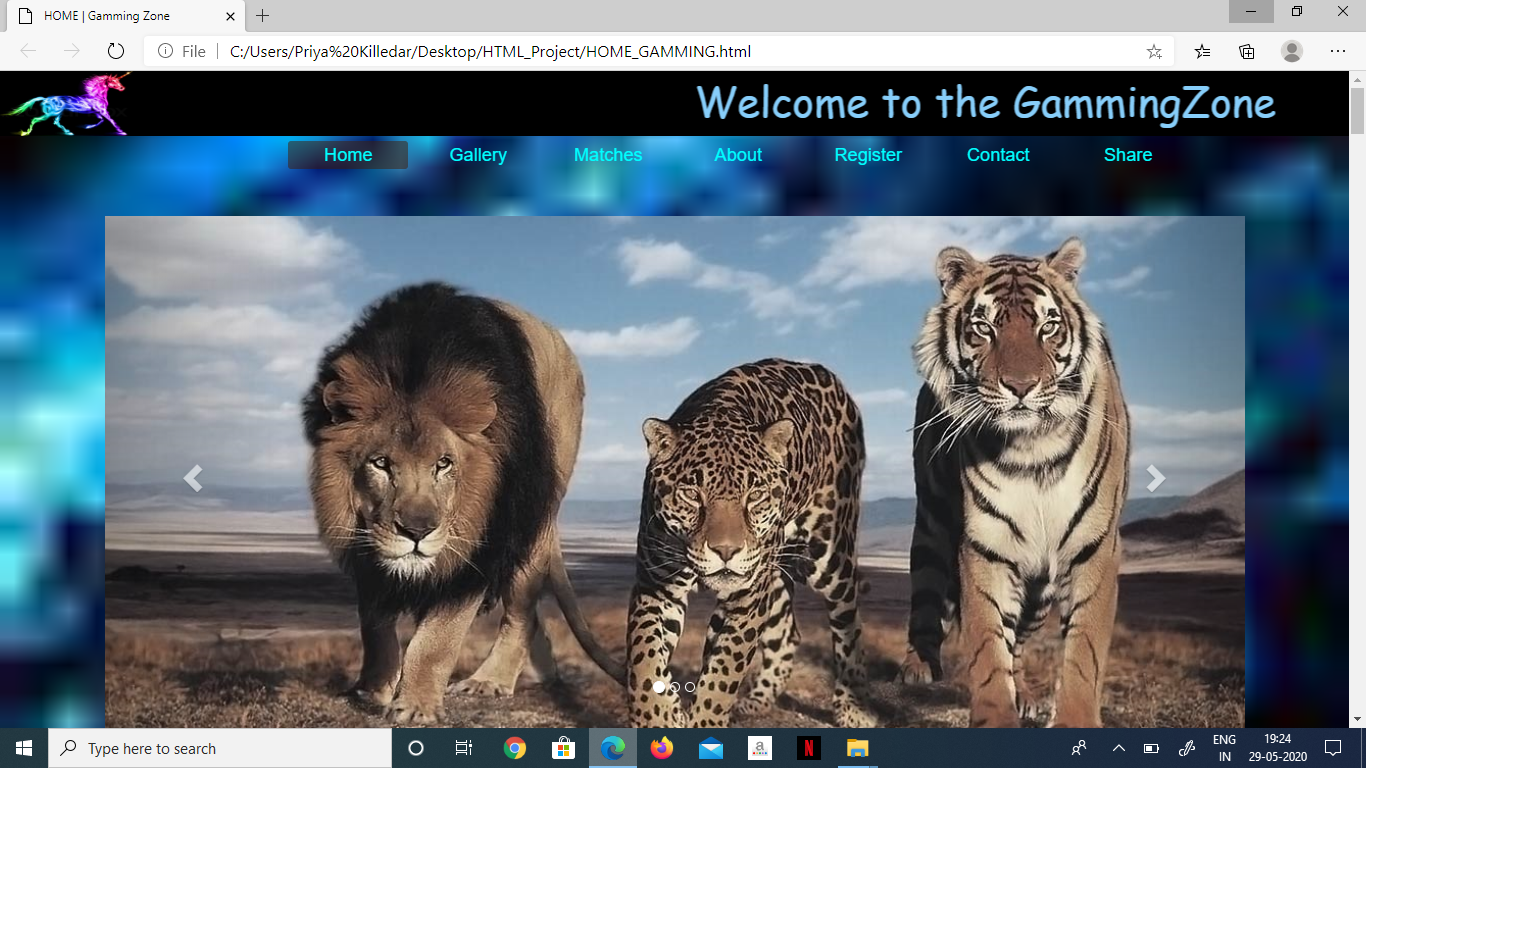 HOME | Gamming Zone
File
C:/Users/Priya%20Killedar/Desktop/HTML_Project/HOME_GAMMING.html
Welcome to the GammingZone
Home Gallery Matches About Register Contact Share
Type here to search
a
N
ENG
IN
19:24
29-05-2020